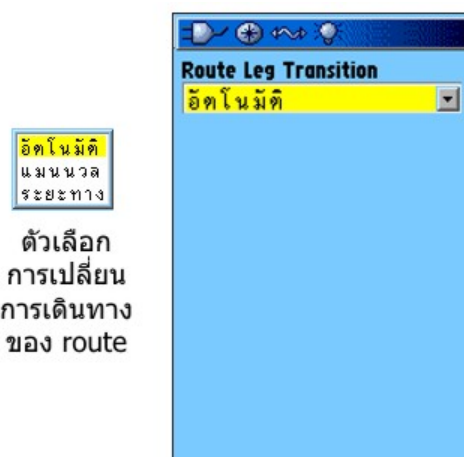 Route Leg Transition
อัตโนมัติ
อัตโนมัติ
แมนนวล
ระยะทาง
ตัวเลือก
การเปลี่ยน
การเดินทาง
ของ route